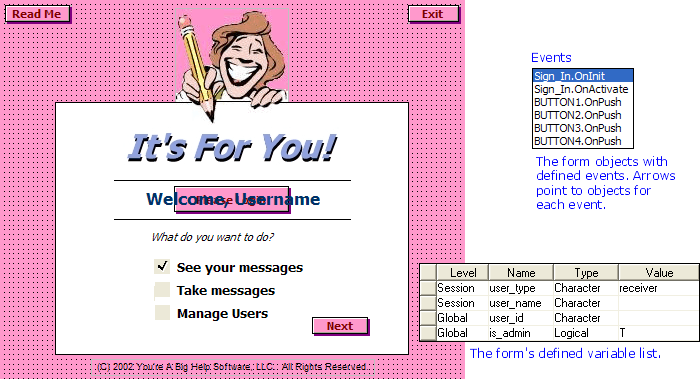 Read Me
Exit
It's For You!
Welcome, Username
What do you want to do?
See your messages
Take messages
Manage Users
Next
(C) 2002 You're A Big Help Software, LLC.. All Rights Reserved.
Events
Sign_In.OnInit
Sign_In.OnActivate
BUTTON1.OnPush
BUTTON2.OnPush
BUTTON3.OnPush
BUTTON4.OnPush
The form objects with
defined events. Arrows
point to objects for
each event.
Level Name Type Value
Session user_type Character receiver
Session user_name Character
Global user_id Character
Global is_admin Logical T
The form's defined variable list.